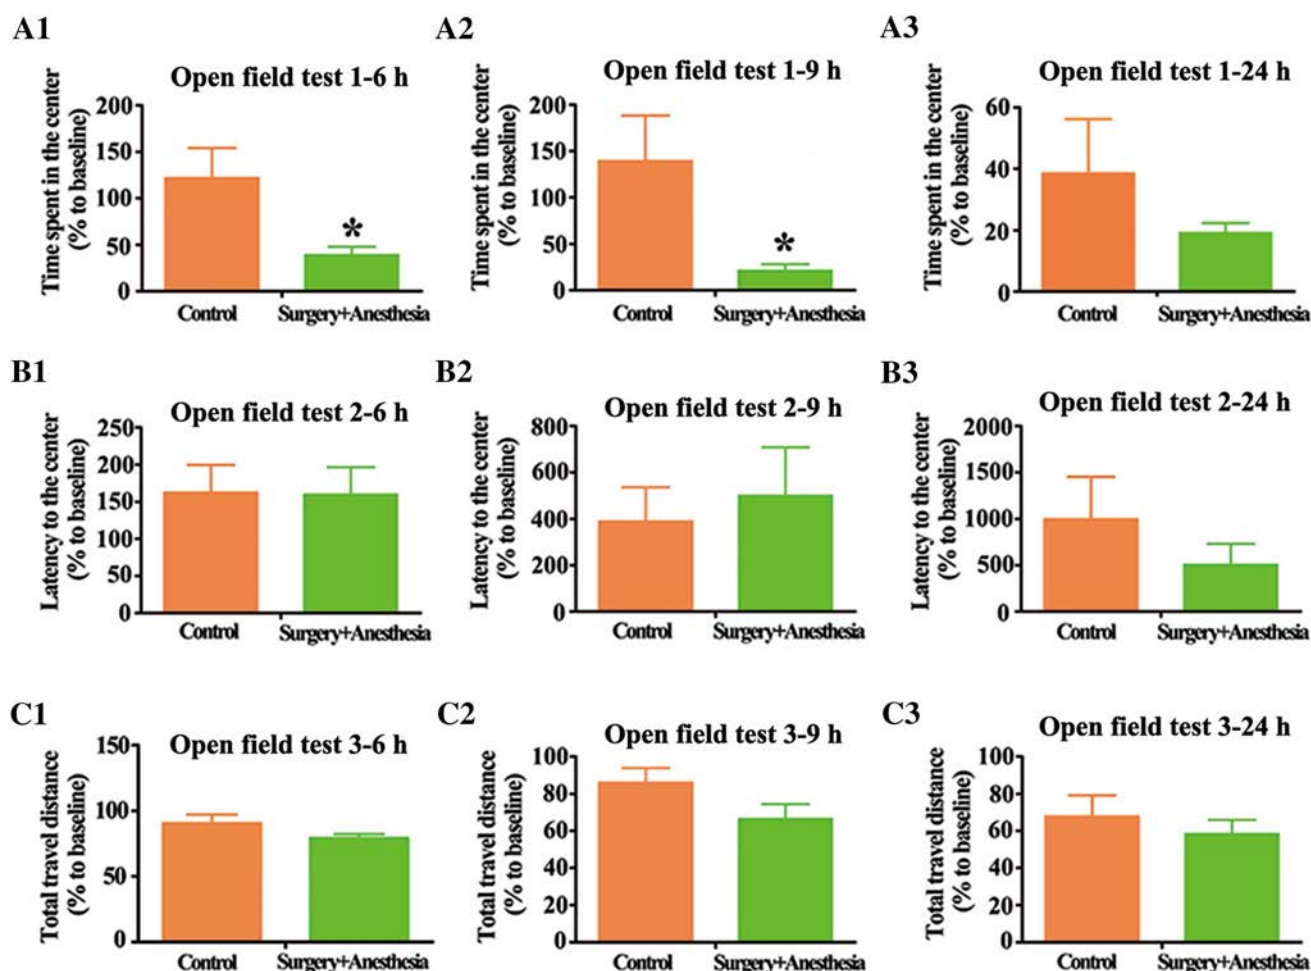 A1
Open field test 1-6 h
Time spent in the center
(% to baseline)
200
150
100
50
0
*
Control
Surgery+Anesthesia
A2
Open field test 1-9 h
Time spent in the center
(% to baseline)
200
150
100
50
0
*
Control
Surgery+Anesthesia
A3
Open field test 1-24 h
Time spent in the center
(% to baseline)
60
40
20
0
Control
Surgery+Anesthesia
B1
Open field test 2-6 h
Latency to the center
(% to baseline)
250
200
150
100
50
0
Control
Surgery+Anesthesia
B2
Open field test 2-9 h
Latency to the center
(% to baseline)
800
600
400
200
0
Control
Surgery+Anesthesia
B3
Open field test 2-24 h
Latency to the center
(% to baseline)
2000
1500
1000
500
0
Control
Surgery+Anesthesia
C1
Open field test 3-6 h
Total travel distance
(% to baseline)
150
100
50
0
Control
Surgery+Anesthesia
C2
Open field test 3-9 h
Total travel distance
(% to baseline)
100
80
60
40
20
0
Control
Surgery+Anesthesia
C3
Open field test 3-24 h
Total travel distance
(% to baseline)
100
80
60
40
20
0
Control
Surgery+Anesthesia